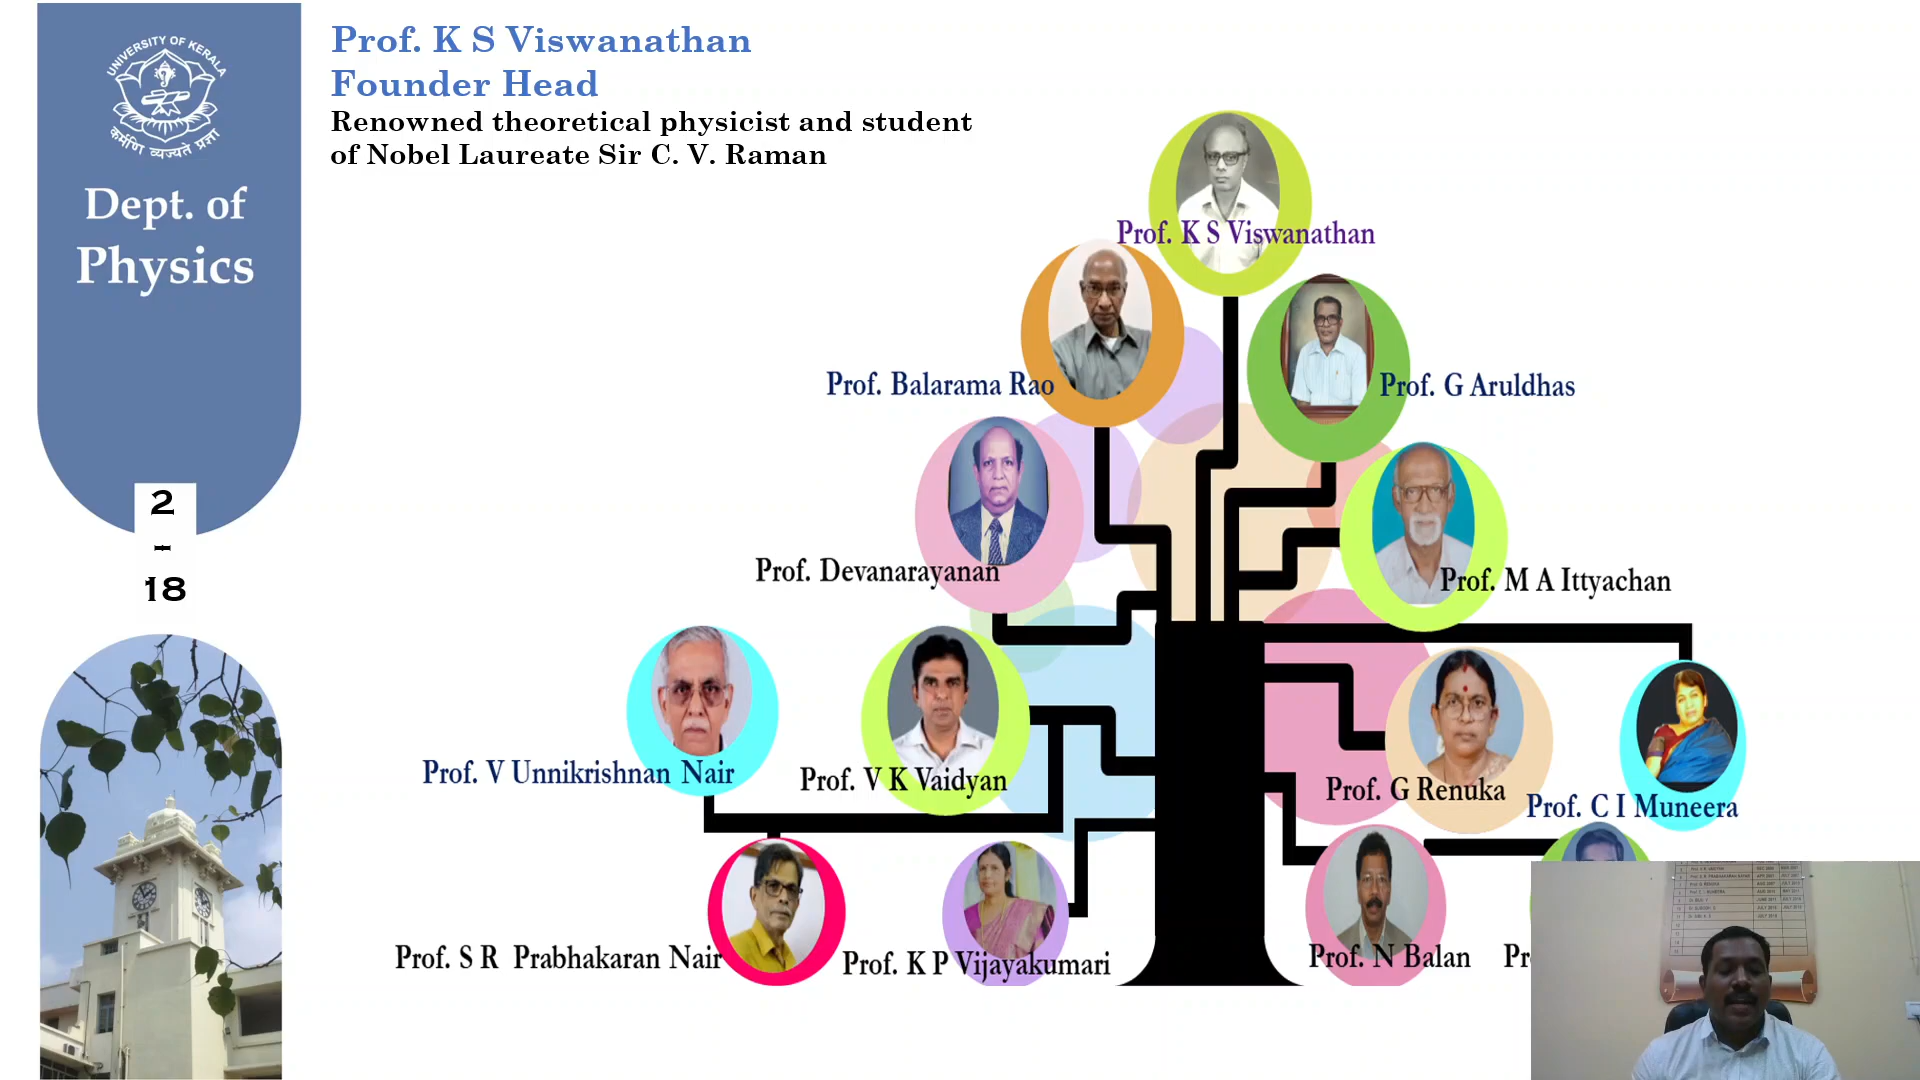 UNIVERSITY OF KERALA
कर्मणि व्यज्यते प्रज्ञा
Dept. of
Physics
2
-
18
Prof. K S Viswanathan
Founder Head
Renowned theoretical physicist and student
of Nobel Laureate Sir C. V. Raman
Prof. K S Viswanathan
Prof. Balarama Rao
Prof. G Aruldhas
Prof. Devanarayanan
Prof. M A Ittyachan
Prof. V Unnikrishnan Nair
Prof. V K Vaidyan
Prof. G Renuka
Prof. C I Muneera
Prof. S R Prabhakaran Nair
Prof. K P Vijayakumari
Prof. N Balan